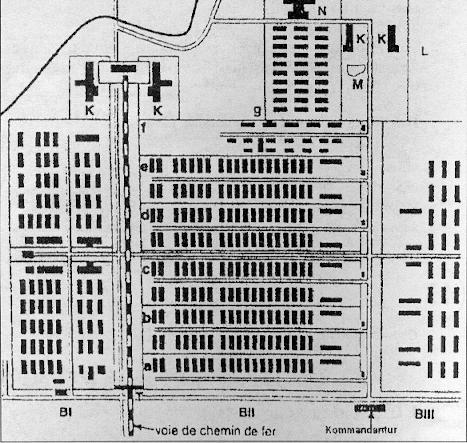 N
K K L
M
K K
g
f
e
d
c
b
a
T
BI BII BIII
voie de chemin de fer
Kommandantur